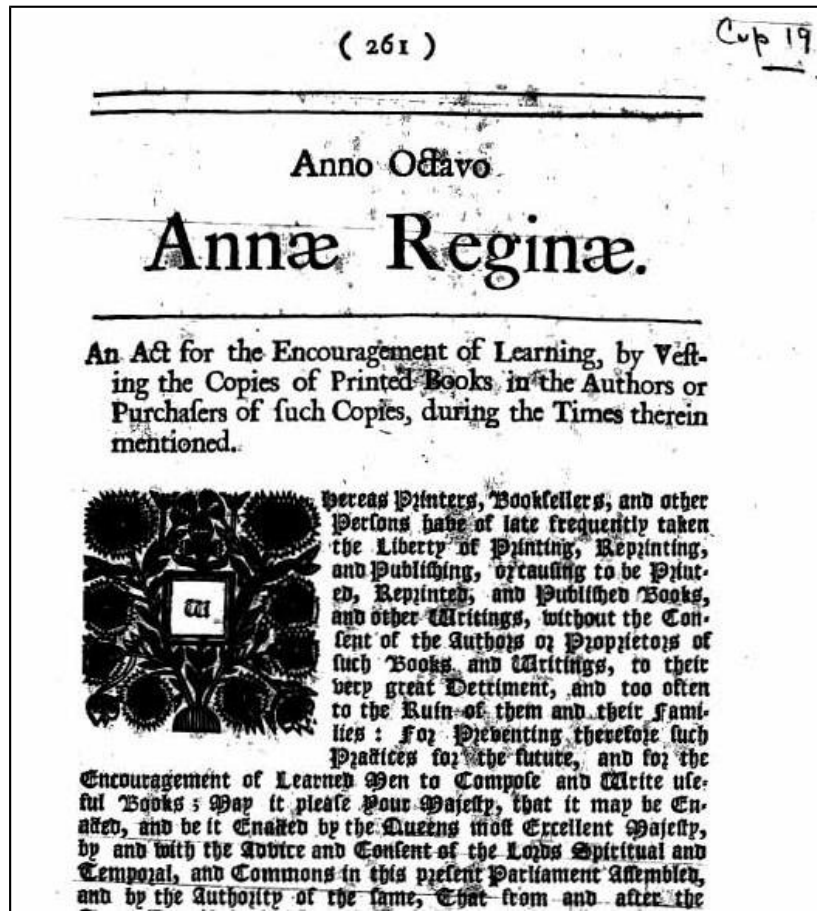 ( 261 )
Cup 19
Anno Octavo
Annæ Reginæ.
An Act for the Encouragement of Learning, by Veſt-
ing the Copies of Printed Books in the Authors or
Purchaſers of ſuch Copies, during the Times therein
mentioned.
W
hereas Printers, Bookſellers, and other
Perſons have of late frequently taken
the Liberty of Printing, Reprinting,
and Publiſhing, or cauſing to be Print-
ed, Reprinted, and Publiſhed Books,
and other Writings, without the Con-
ſent of the Authors or Proprietors of
ſuch Books and Writings, to their
very great Detriment, and too often
to the Ruin of them and their Fami-
lies : For Preventing therefore ſuch
Practices for the future, and for the
Encouragement of Learned Men to Compoſe and Write uſe-
ful Books ; May it pleaſe Your Majeſty, that it may be En-
acted, and be it Enacted by the Queens moſt Excellent Majeſty,
by and with the Advice and Conſent of the Lords Spiritual and
Temporal, and Commons in this preſent Parliament Aſſembled,
and by the Authority of the ſame, That from and after the